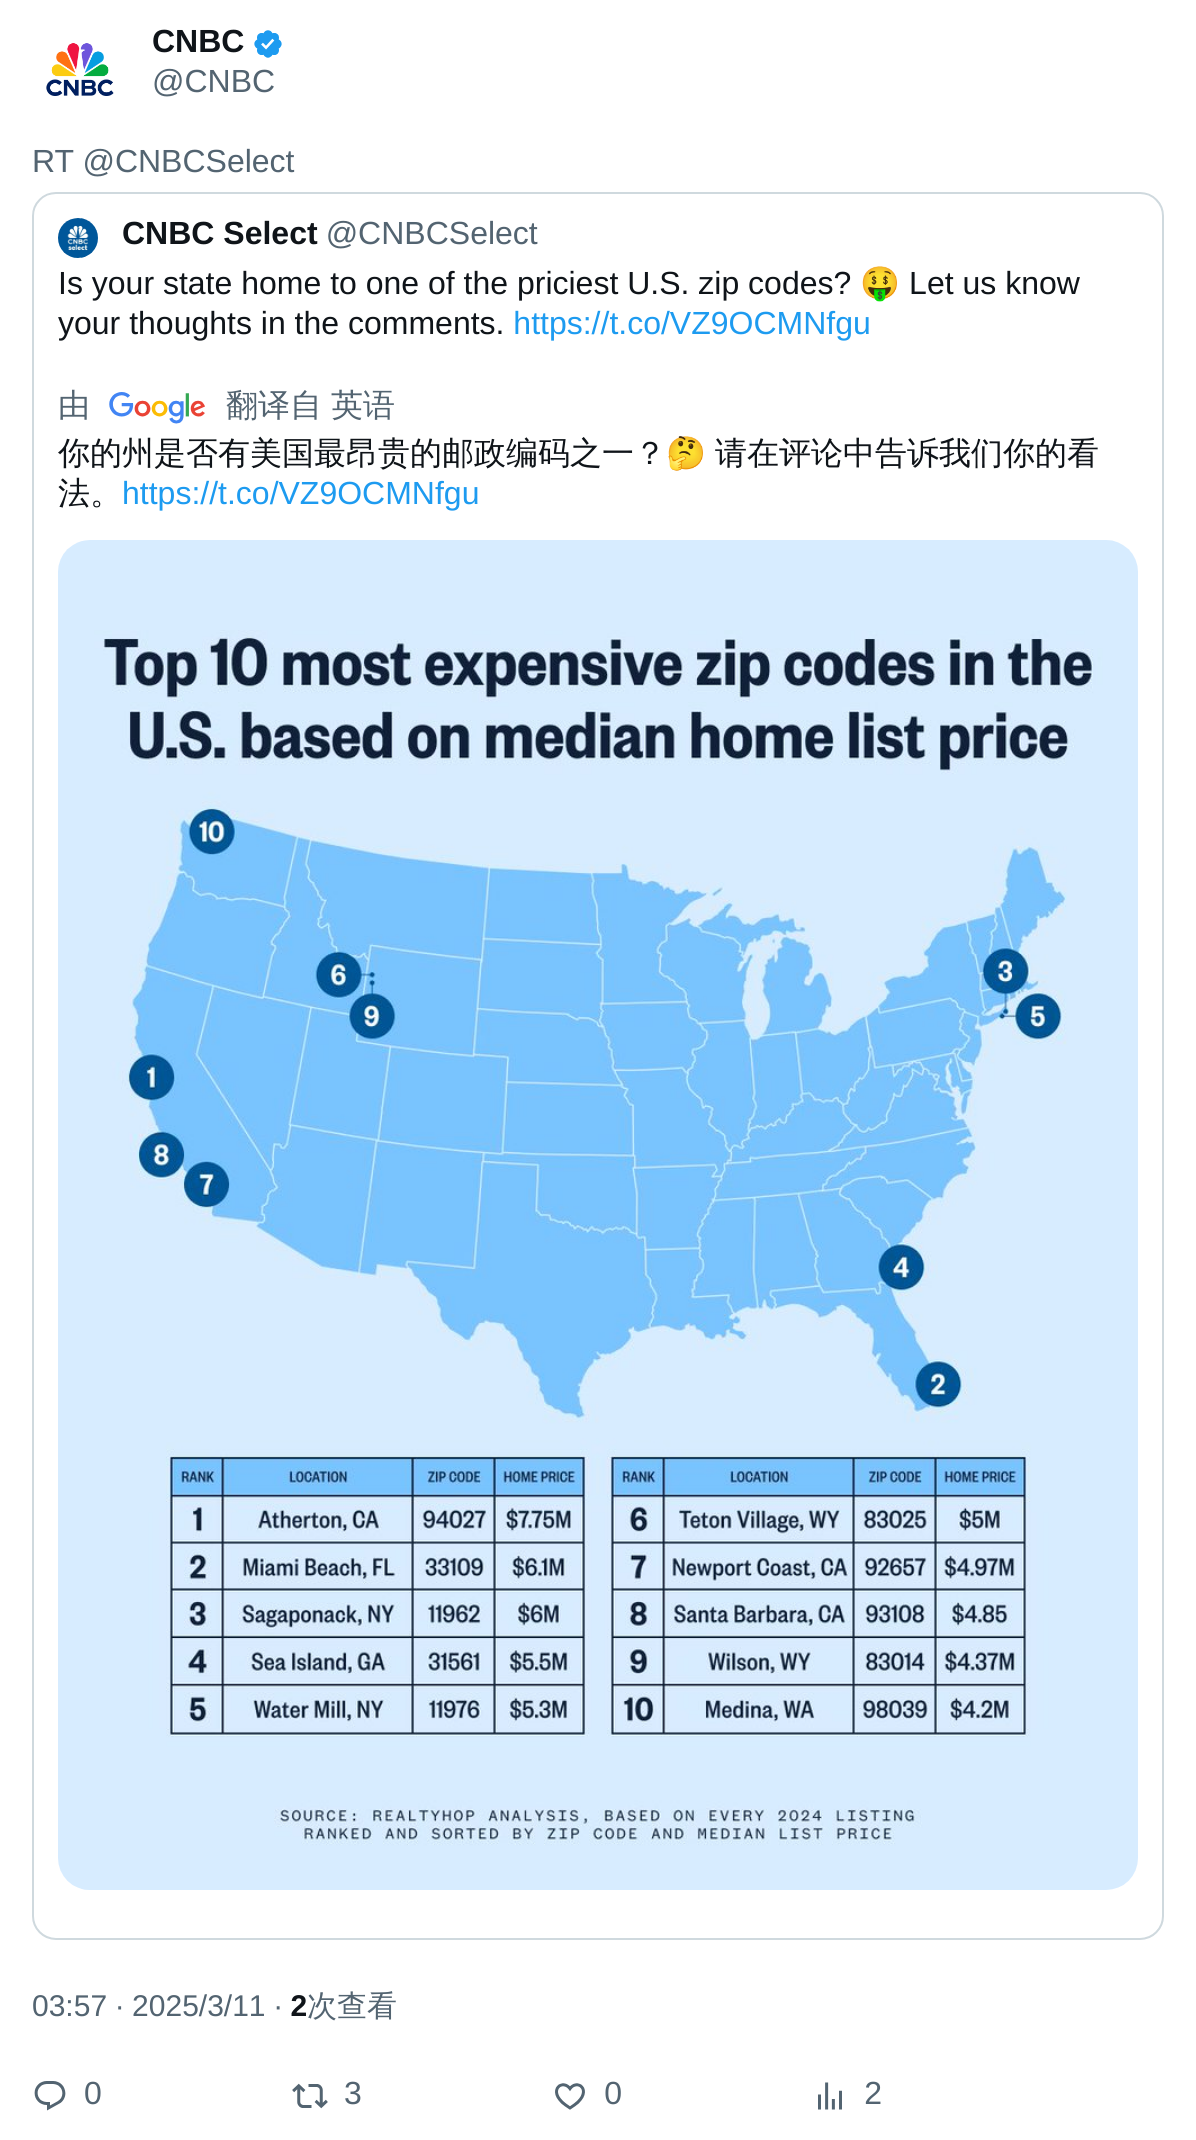 CNBC
@CNBC
CNBC
RT @CNBCSelect
CNBC Select @CNBCSelect
CNBC
select
Is your state home to one of the priciest U.S. zip codes? 🤑 Let us know
your thoughts in the comments. https://t.co/VZ9OCMNfgu
由 Google 翻译自 英语
你的州是否有美国最昂贵的邮政编码之一？🤔 请在评论中告诉我们你的看
法。https://t.co/VZ9OCMNfgu
Top 10 most expensive zip codes in the
U.S. based on median home list price
10
6
9
3
5
1
8
7
4
2
RANK LOCATION ZIP CODE HOME PRICE
1 Atherton, CA 94027 $7.75M
2 Miami Beach, FL 33109 $6.1M
3 Sagaponack, NY 11962 $6M
4 Sea Island, GA 31561 $5.5M
5 Water Mill, NY 11976 $5.3M
RANK LOCATION ZIP CODE HOME PRICE
6 Teton Village, WY 83025 $5M
7 Newport Coast, CA 92657 $4.97M
8 Santa Barbara, CA 93108 $4.85
9 Wilson, WY 83014 $4.37M
10 Medina, WA 98039 $4.2M
SOURCE: REALTYHOP ANALYSIS, BASED ON EVERY 2024 LISTING
RANKED AND SORTED BY ZIP CODE AND MEDIAN LIST PRICE
03:57 · 2025/3/11 · 2次查看
0 3 0 2